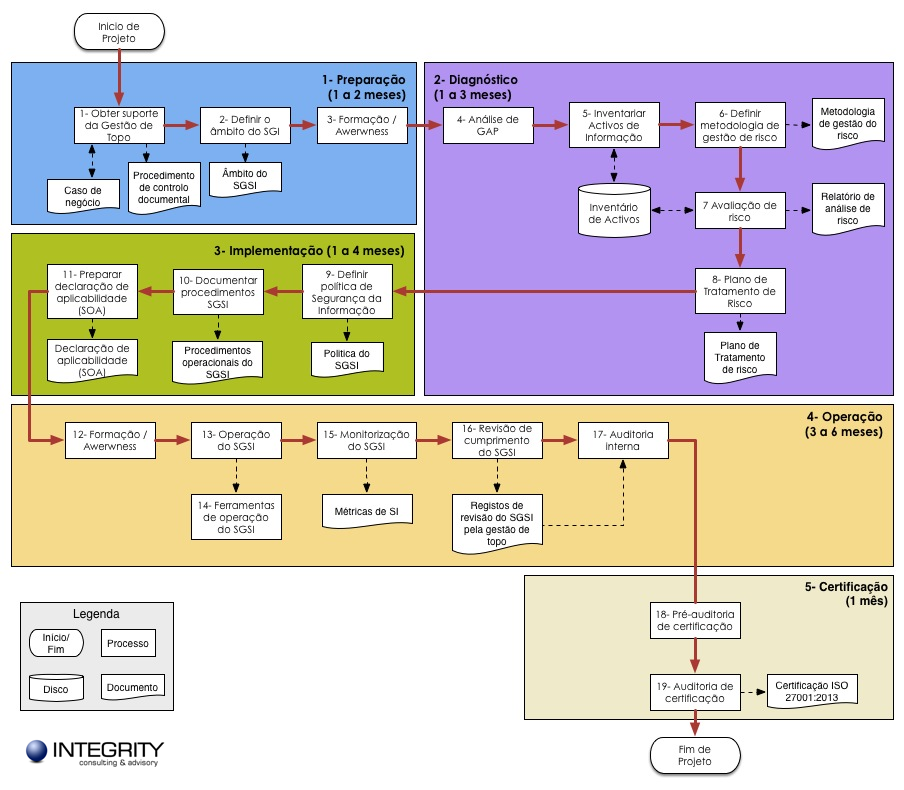 Inicio de
Projeto
1- Preparação
(1 a 2 meses)
1- Obter suporte
da Gestão de
Topo
2- Definir o
âmbito do SGI
3- Formação /
Awerwness
Caso de
negócio
Procedimento
de controlo
documental
Âmbito do
SGSI
2- Diagnóstico
(1 a 3 meses)
4- Análise de
GAP
5- Inventariar
Activos de
Informação
6- Definir
metodologia de
gestão de risco
Metodologia
de gestão do
risco
Inventário
de Activos
7 Avaliação de
risco
Relatório de
análise de
risco
8- Plano de
Tratamento de
Risco
Plano de
Tratamento
de risco
3- Implementação (1 a 4 meses)
11- Preparar
declaração de
aplicabilidade
(SOA)
10- Documentar
procedimentos
SGSI
9- Definir
política de
Segurança da
Informação
Declaração de
aplicabilidade
(SOA)
Procedimentos
operacionais do
SGSI
Politica do
SGSI
4- Operação
(3 a 6 meses)
12- Formação /
Awerwness
13- Operação
do SGSI
15- Monitorização
do SGSI
16- Revisão de
cumprimento
do SGSI
17- Auditoria
interna
14- Ferramentas
de operação
do SGSI
Métricas de SI
Registos de
revisão do SGSI
pela gestão de
topo
5- Certificação
(1 mês)
18- Pré-auditoria
de certificação
19- Auditoria de
certificação
Certificação ISO
27001:2013
Fim de
Projeto
Legenda
Início/
Fim
Processo
Disco
Documento
INTEGRITY
consulting & advisory